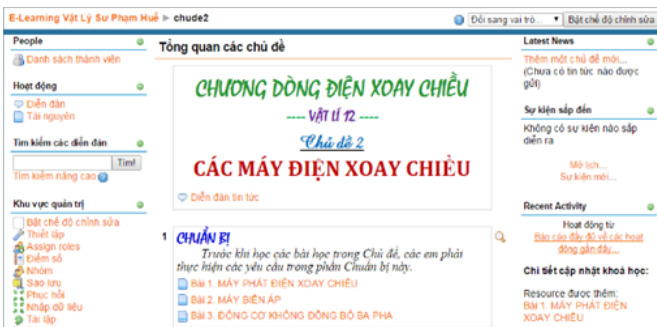 E-Learning Vật Lý Sư Phạm Huế ► chude2
Đổi sang vai trò...
Bật chế độ chỉnh sửa
People
Danh sách thành viên
Hoạt động
Diễn đàn
Tài nguyên
Tìm kiếm các diễn đàn
Tìm!
Tìm kiếm nâng cao
Khu vực quản trị
Bật chế độ chỉnh sửa
Thiết lập
Assign roles
Điểm số
Nhóm
Sao lưu
Phục hồi
Nhập dữ liệu
Tái lập
Tổng quan các chủ đề
CHƯƠNG DÒNG ĐIỆN XOAY CHIỀU
---- VẬT LÍ 12 ----
Chủ đề 2
CÁC MÁY ĐIỆN XOAY CHIỀU
Diễn đàn tin tức
1 CHUẨN BỊ
Trước khi học các bài học trong Chủ đề, các em phải
thực hiện các yêu cầu trong phần Chuẩn bị này.
Bài 1. MÁY PHÁT ĐIỆN XOAY CHIỀU
Bài 2. MÁY BIẾN ÁP
Bài 3. ĐỘNG CƠ KHÔNG ĐỒNG BỘ BA PHA
Latest News
Thêm một chủ đề mới...
(Chưa có tin tức nào được
gửi)
Sự kiện sắp đến
Không có sự kiện nào sắp
diễn ra
Mở lịch...
Sự kiện mới...
Recent Activity
Hoạt động từ
Báo cáo đầy đủ về các hoạt
động gần đây...
Chi tiết cập nhật khoá học:
Resource được thêm:
Bài 1. MÁY PHÁT ĐIỆN
XOAY CHIỀU